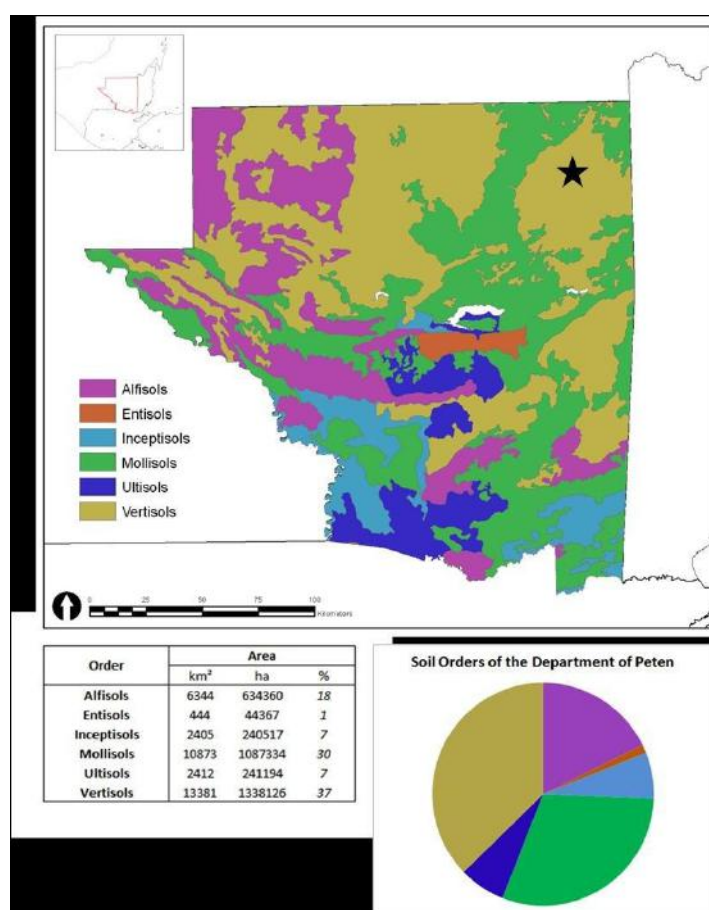 Alfisols
Entisols
Inceptisols
Mollisols
Ultisols
Vertisols
0 25 50 75 100
Kilometers
Order Area
km² ha %
Alfisols 6344 634360 18
Entisols 444 44367 1
Inceptisols 2405 240517 7
Mollisols 10873 1087334 30
Ultisols 2412 241194 7
Vertisols 13381 1338126 37
Soil Orders of the Department of Peten